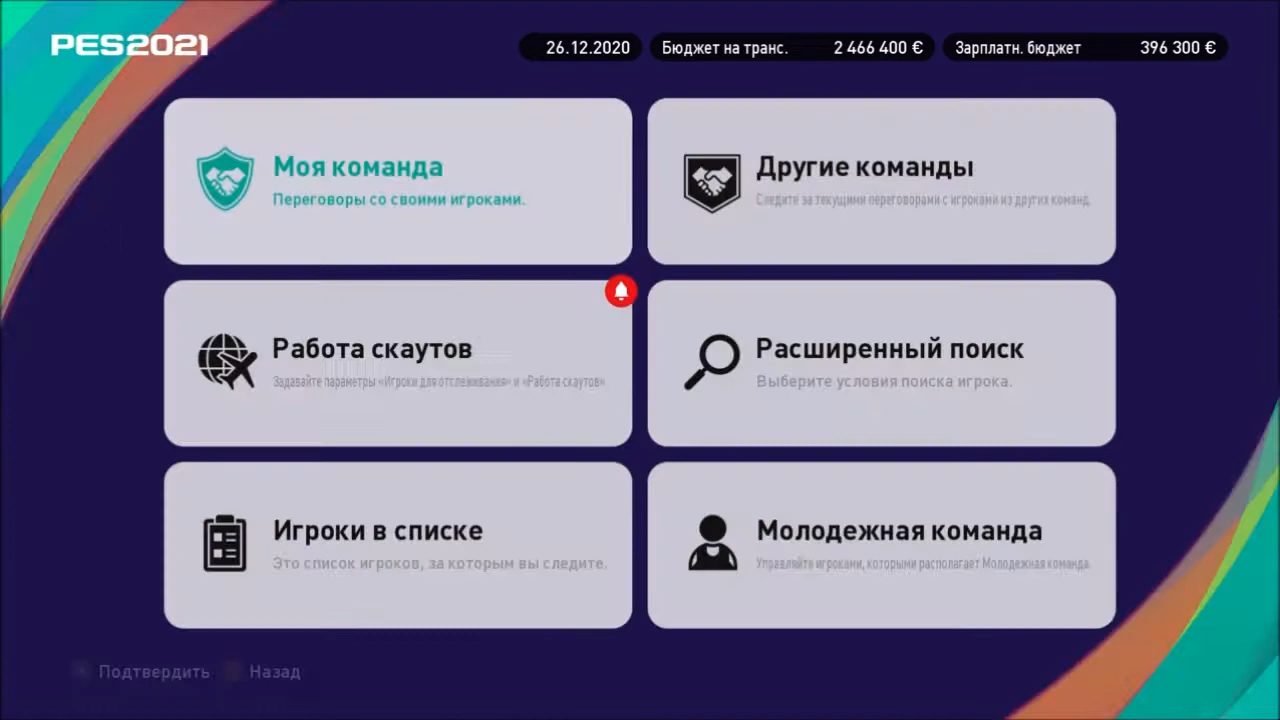 PES2021
26.12.2020
Бюджет на транс. 2 466 400 €
Зарплатн. бюджет 396 300 €
Моя команда
Переговоры со своими игроками.
Другие команды
Следите за текущими переговорами с игроками из других команд.
Работа скаутов
Задавайте параметры «Игроки для отслеживания» и «Работа скаутов»
Расширенный поиск
Выберите условия поиска игрока.
Игроки в списке
Это список игроков, за которым вы следите.
Молодежная команда
Управляйте игроками, которыми располагает Молодежная команда.
Подтвердить Назад